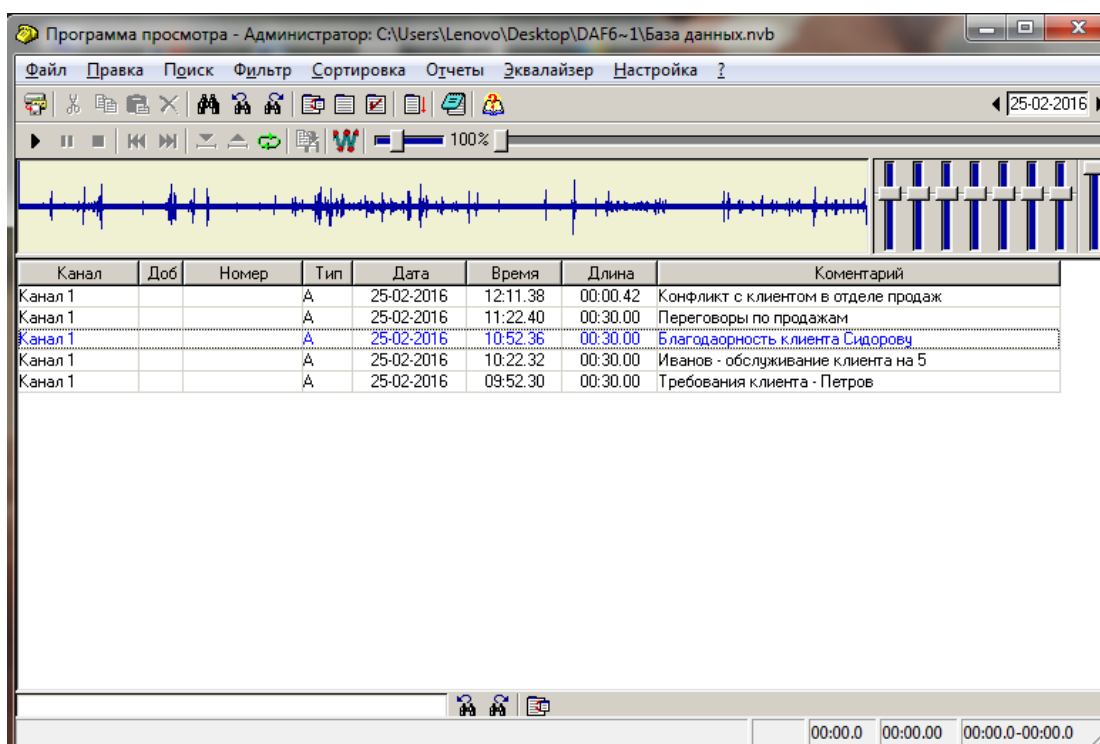 Программа просмотра - Администратор: C:\Users\Lenovo\Desktop\DAF6~1\База данных.nvb
Файл Правка Поиск Фильтр Сортировка Отчеты Эквалайзер Настройка ?
25-02-2016
100%
Канал Доб Номер Тип Дата Время Длина Коментарий
Канал 1 А 25-02-2016 12:11.38 00:00.42 Конфликт с клиентом в отделе продаж
Канал 1 А 25-02-2016 11:22.40 00:30.00 Переговоры по продажам
Канал 1 А 25-02-2016 10:52.36 00:30.00 Благодаорность клиента Сидорову
Канал 1 А 25-02-2016 10:22.32 00:30.00 Иванов - обслуживание клиента на 5
Канал 1 А 25-02-2016 09:52.30 00:30.00 Требования клиента - Петров
00:00.0 00:00.00 00:00.0-00:00.0